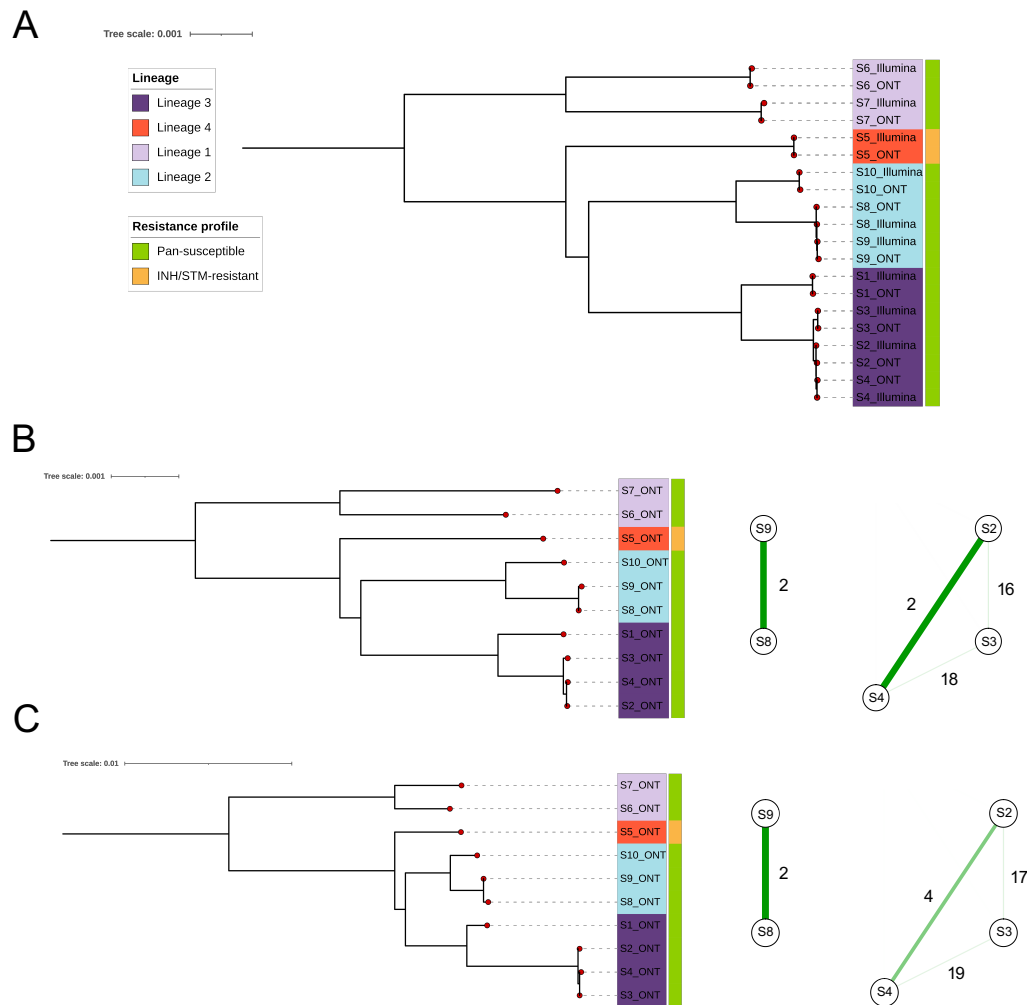 A
Tree scale: 0.001
Lineage
Lineage 3
Lineage 4
Lineage 1
Lineage 2
Resistance profile
Pan-susceptible
INH/STM-resistant
S6_Illumina
S6_ONT
S7_Illumina
S7_ONT
S5_Illumina
S5_ONT
S10_Illumina
S10_ONT
S8_ONT
S8_Illumina
S9_Illumina
S9_ONT
S1_Illumina
S1_ONT
S3_Illumina
S3_ONT
S2_Illumina
S2_ONT
S4_ONT
S4_Illumina
B
Tree scale: 0.001
S7_ONT
S6_ONT
S5_ONT
S10_ONT
S9_ONT
S8_ONT
S1_ONT
S3_ONT
S4_ONT
S2_ONT
S9
2
S8
S2
2
16
S3
18
S4
C
Tree scale: 0.01
S7_ONT
S6_ONT
S5_ONT
S10_ONT
S9_ONT
S8_ONT
S1_ONT
S2_ONT
S4_ONT
S3_ONT
S9
2
S8
S2
4
17
S3
19
S4